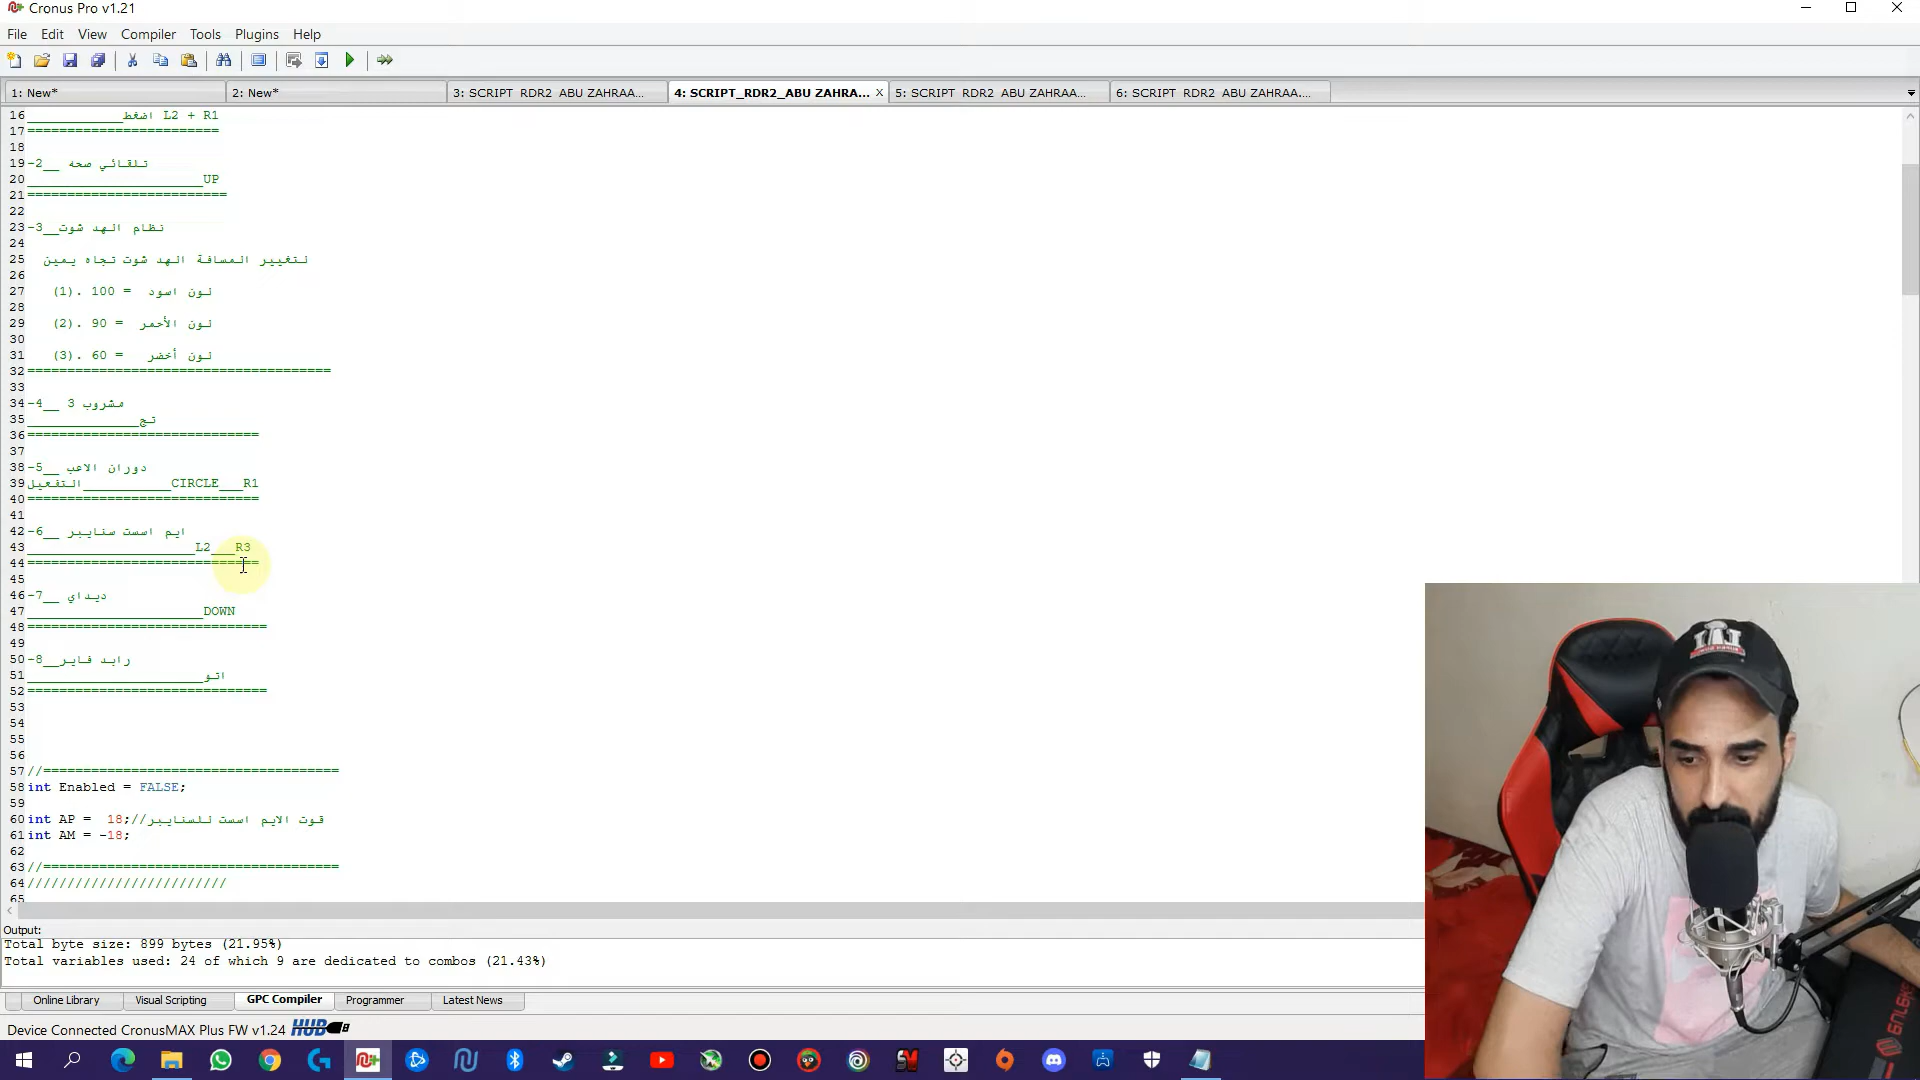 Cronus Pro v1.21
File Edit View Compiler Tools Plugins Help
1: New* 2: New* 3: SCRIPT RDR2 ABU ZAHRAA... 4: SCRIPT_RDR2_ABU ZAHRA... 5: SCRIPT RDR2 ABU ZAHRAA... 6: SCRIPT RDR2 ABU ZAHRAA....
16 ____________اضغط L2 + R1
17 ========================
18
19 -2__ تلقائي صحه
20 ______________________UP
21 =========================
22
23 -3__نظام الهد شوت
24
25 لتغيير المسافة الهد شوت تجاه يمين
26
27 (1). 100 = لون اسود
28
29 (2). 90 = لون الأحمر
30
31 (3). 60 = لون أخضر
32 ======================================
33
34 -4__ 3 مشروب
35 ______________تج
36 =============================
37
38 -5__ دوران الاعب
39 التفعيل___________CIRCLE___R1
40 =============================
41
42 -6__ ايم اسست سنايبر
43 _____________________L2___R3
44 =============================
45
46 -7__ ديداي
47 ______________________DOWN
48 ==============================
49
50 -8__رابد فاير
51 ______________________اتو
52 ==============================
53
54
55
56
57 //=====================================
58 int Enabled = FALSE;
59
60 int AP = 18;//قوت الايم اسست للسنايبر
61 int AM = -18;
62
63 //=====================================
64 /////////////////////////
65
Output:
Total byte size: 899 bytes (21.95%)
Total variables used: 24 of which 9 are dedicated to combos (21.43%)
Online Library Visual Scripting GPC Compiler Programmer Latest News
Device Connected CronusMAX Plus FW v1.24 HUB